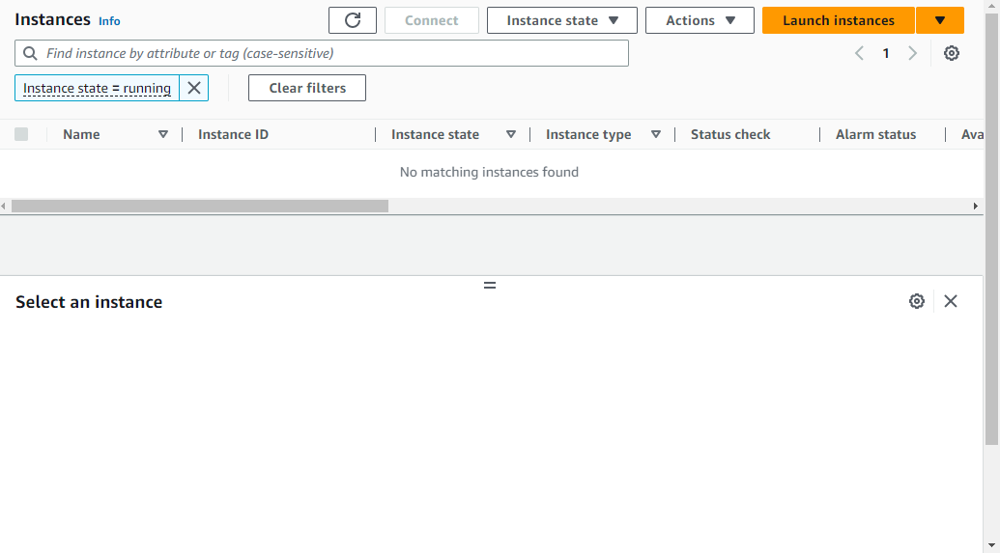 Instances Info
Connect
Instance state
Actions
Launch instances
Find instance by attribute or tag (case-sensitive)
1
Instance state = running
Clear filters
Name
Instance ID
Instance state
Instance type
Status check
Alarm status
Ava
No matching instances found
Select an instance